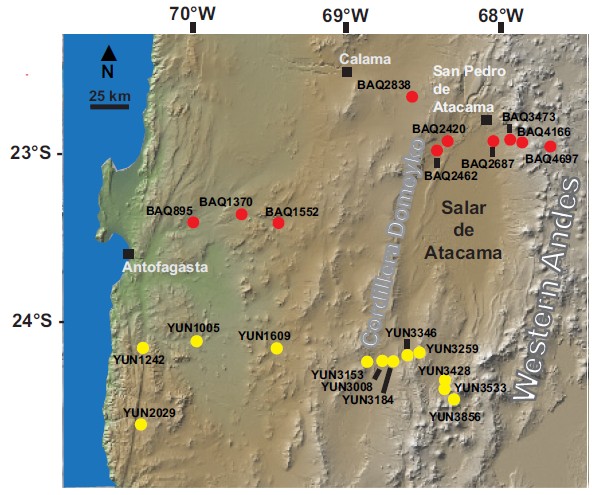 70°W
69°W
68°W
N
25 km
Calama
BAQ2838
San Pedro
de
Atacama
BAQ3473
BAQ2420
BAQ4166
23°S
BAQ2462
BAQ2687
BAQ4697
BAQ895
BAQ1370
BAQ1552
Salar
de
Atacama
Cordillera Domeyko
Western Andes
Antofagasta
24°S
YUN1005
YUN1609
YUN3346
YUN1242
YUN3259
YUN3153
YUN3008
YUN3184
YUN3428
YUN3533
YUN3856
YUN2029